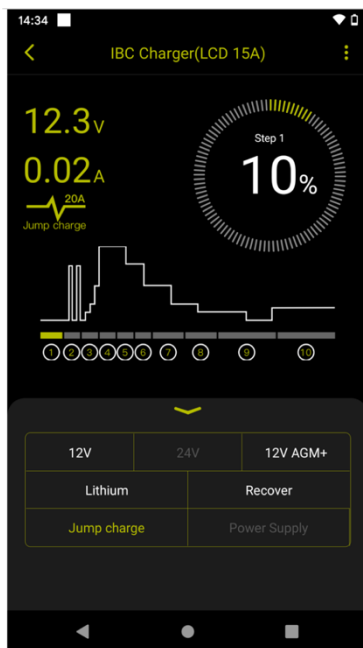 14:34
IBC Charger(LCD 15A)
12.3v
0.02A
20A
Jump charge
Step 1
10%
1 2 3 4 5 6 7 8 9 10
12V 24V 12V AGM+
Lithium Recover
Jump charge Power Supply